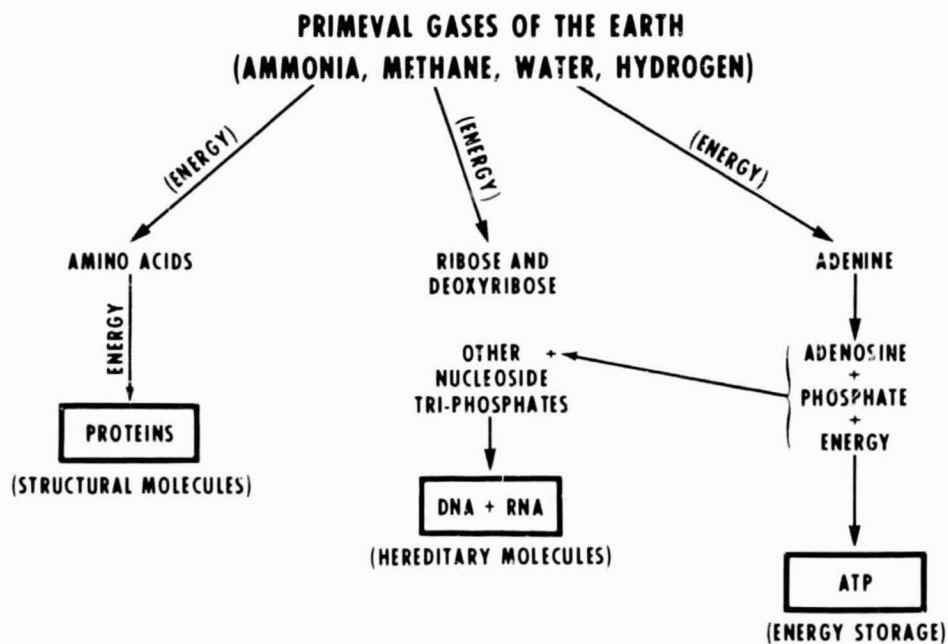 PRIMEVAL GASES OF THE EARTH
(AMMONIA, METHANE, WATER, HYDROGEN)
(ENERGY)
(ENERGY)
(ENERGY)
AMINO ACIDS
ENERGY
PROTEINS
(STRUCTURAL MOLECULES)
RIBOSE AND
DEOXYRIBOSE
OTHER +
NUCLEOSIDE
TRI-PHOSPHATES
DNA + RNA
(HEREDITARY MOLECULES)
ADENINE
ADENOSINE
+
PHOSPHATE
+
ENERGY
ATP
(ENERGY STORAGE)